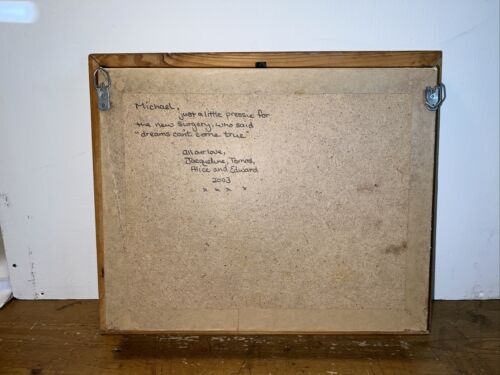 Michael,
just a little pressie for
the new surgery, who said
"dreams can't come true"
all our love,
Jacqueline, Tomas,
Alice and Edward
2003
x x x x